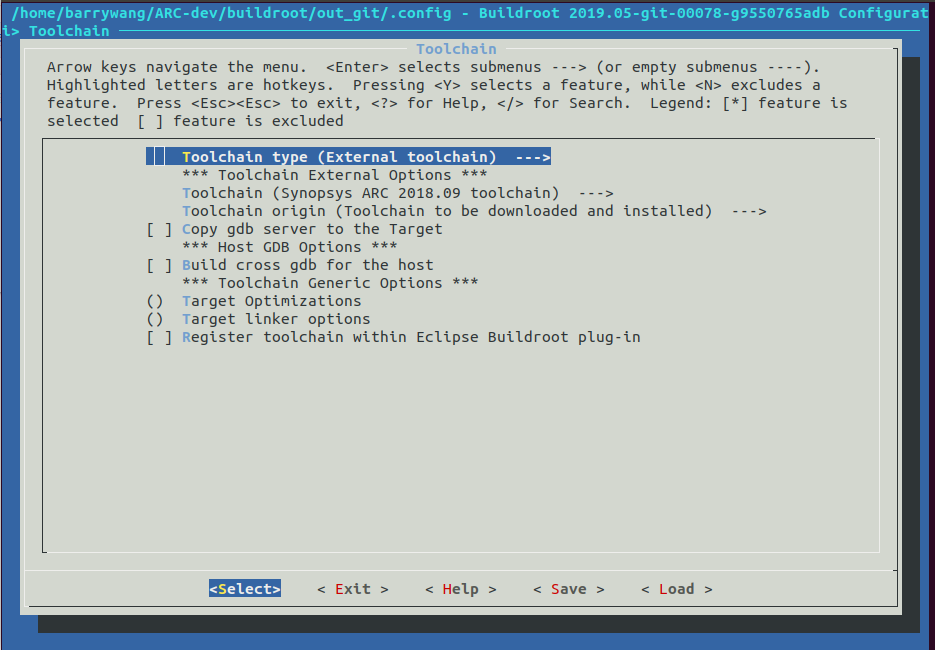 /home/barrywang/ARC-dev/buildroot/out_git/.config - Buildroot 2019.05-git-00078-g9550765adb Configurat
i> Toolchain
Toolchain
Arrow keys navigate the menu.  <Enter> selects submenus ---> (or empty submenus ----).
Highlighted letters are hotkeys.  Pressing <Y> selects a feature, while <N> excludes a
feature.  Press <Esc><Esc> to exit, <?> for Help, </> for Search.  Legend: [*] feature is
selected  [ ] feature is excluded
Toolchain type (External toolchain)  --->
*** Toolchain External Options ***
Toolchain (Synopsys ARC 2018.09 toolchain)  --->
Toolchain origin (Toolchain to be downloaded and installed)  --->
[ ] Copy gdb server to the Target
*** Host GDB Options ***
[ ] Build cross gdb for the host
*** Toolchain Generic Options ***
()  Target Optimizations
()  Target linker options
[ ] Register toolchain within Eclipse Buildroot plug-in
<Select>    < Exit >    < Help >    < Save >    < Load >